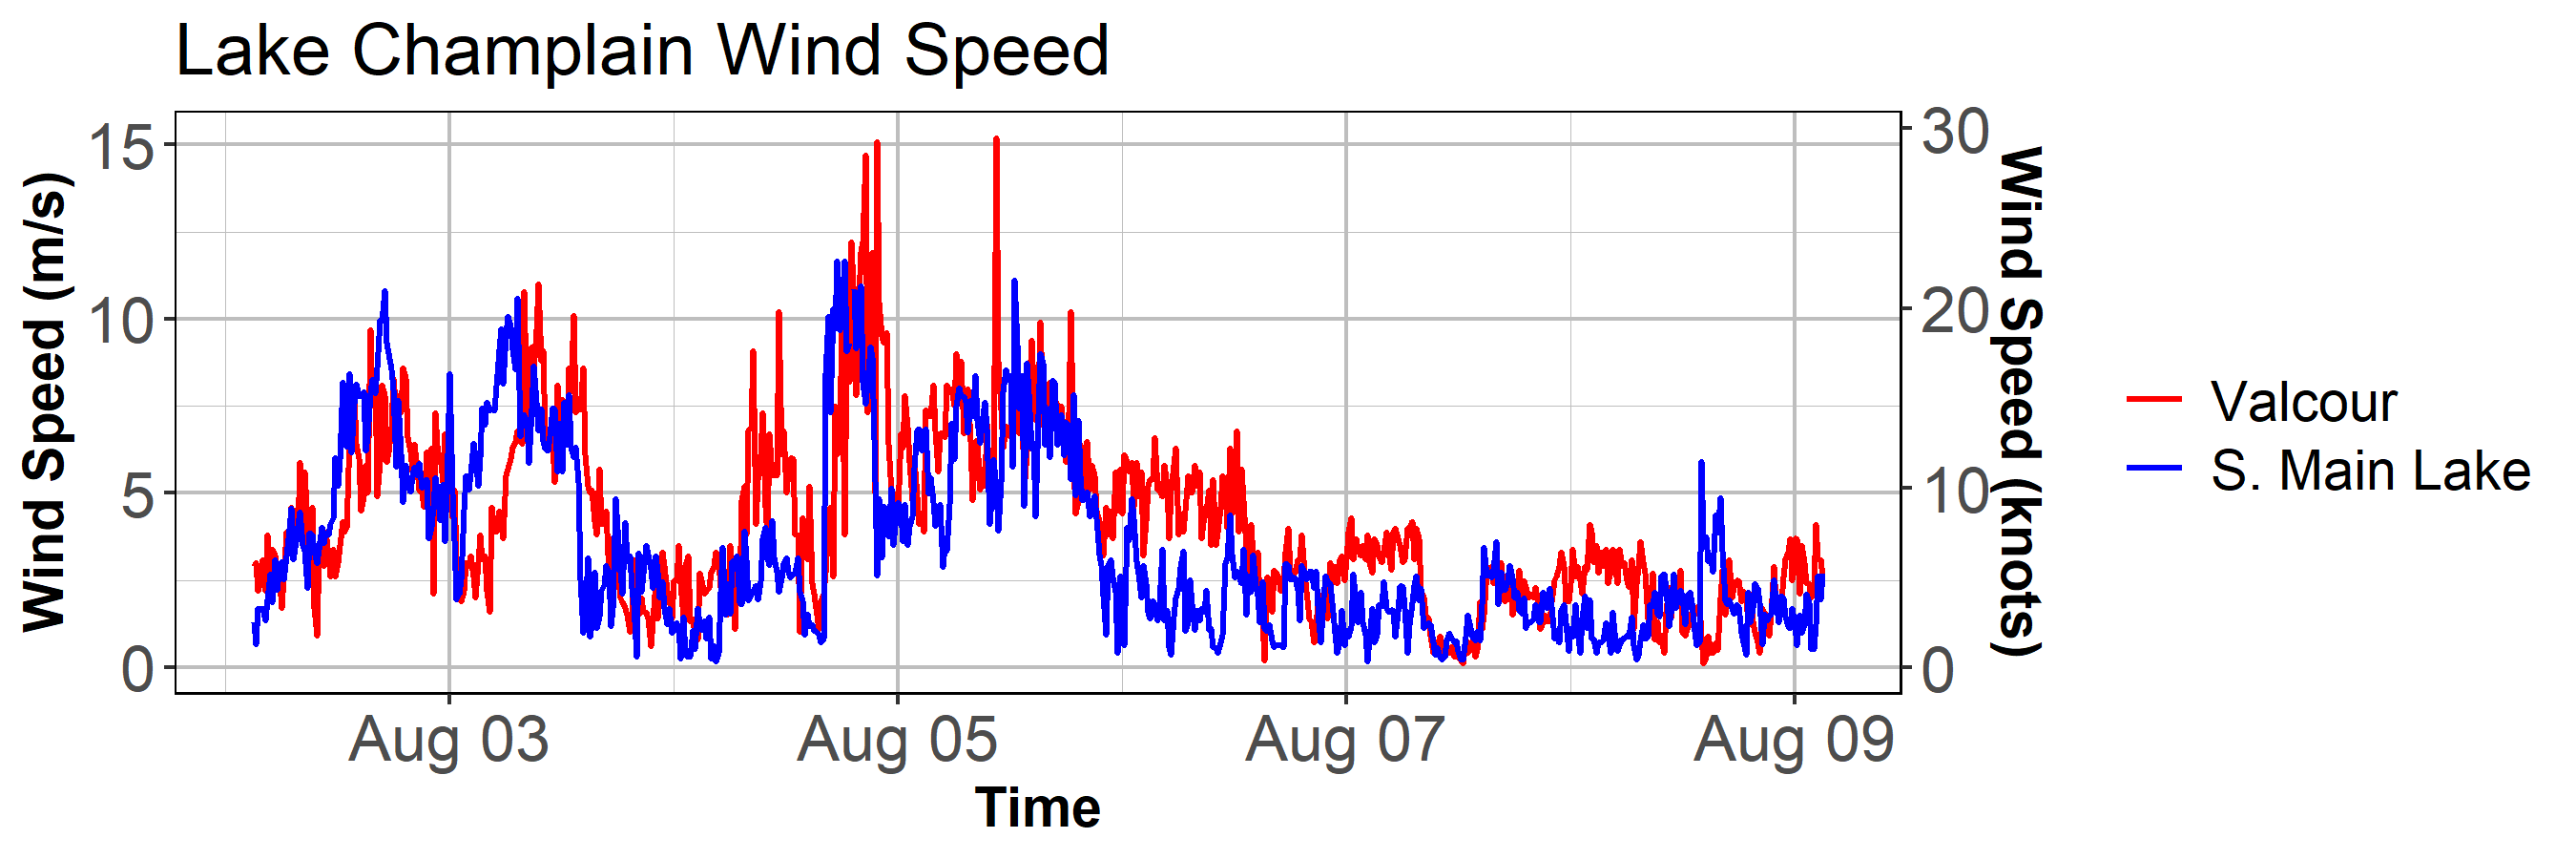 Lake Champlain Wind Speed
Wind Speed (m/s)
15
10
5
0
30
20
10
0
Wind Speed (knots)
Aug 03
Aug 05
Aug 07
Aug 09
Time
Valcour
S. Main Lake